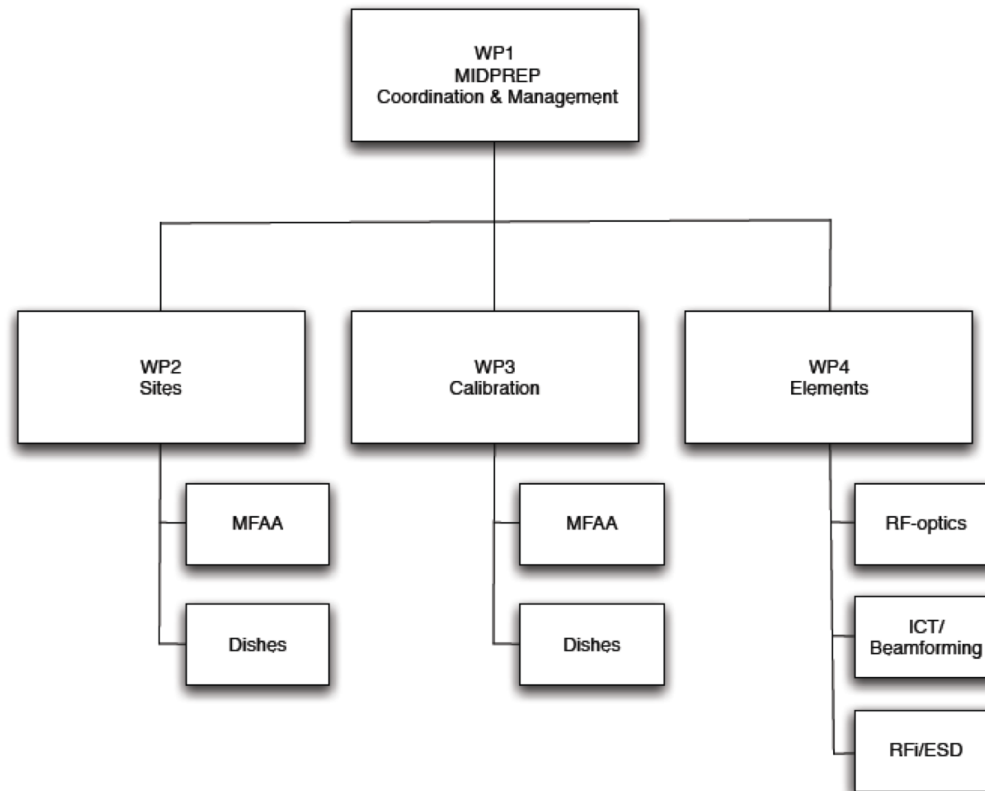 WP1
MIDPREP
Coordination & Management
WP2
Sites
WP3
Calibration
WP4
Elements
MFAA
MFAA
RF-optics
Dishes
Dishes
ICT/
Beamforming
RFi/ESD